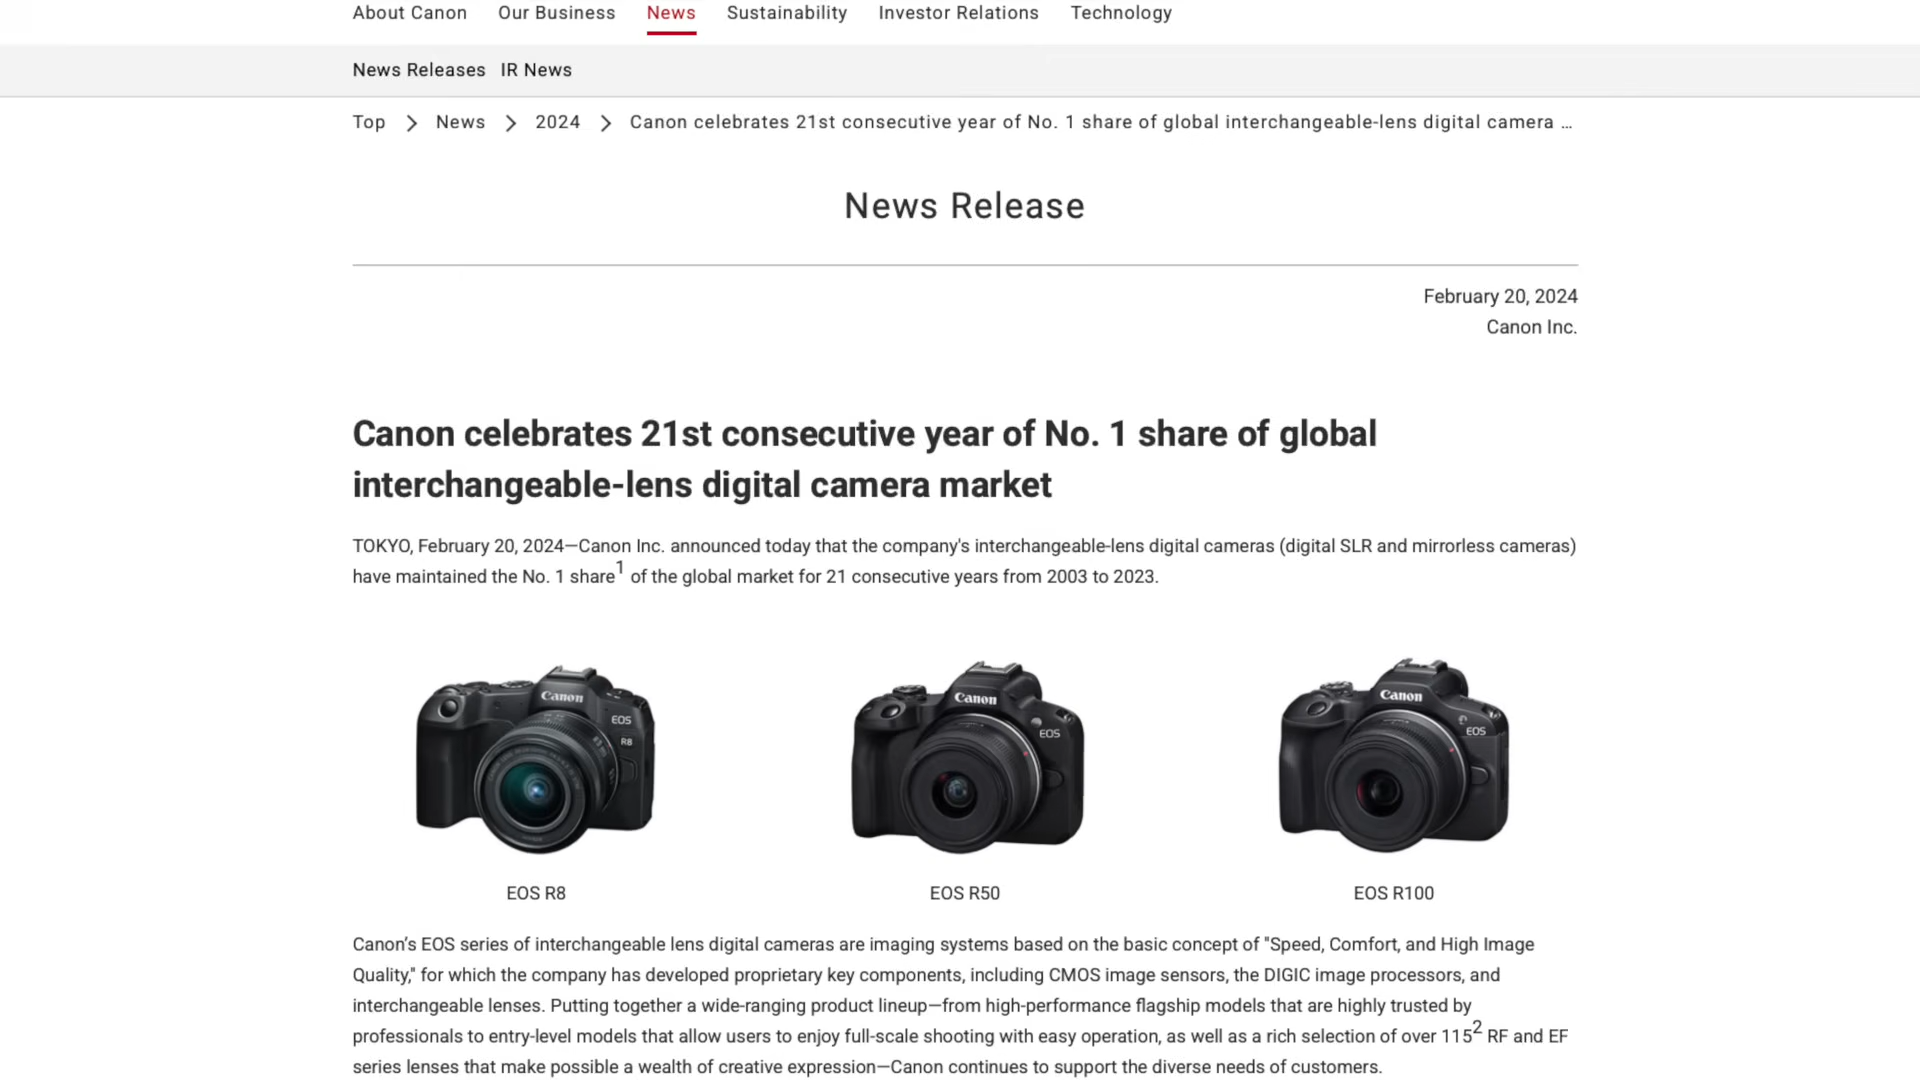 About Canon Our Business News Sustainability Investor Relations Technology
News Releases IR News
Top > News > 2024 > Canon celebrates 21st consecutive year of No. 1 share of global interchangeable-lens digital camera ...
News Release
February 20, 2024
Canon Inc.
Canon celebrates 21st consecutive year of No. 1 share of global
interchangeable-lens digital camera market
TOKYO, February 20, 2024—Canon Inc. announced today that the company's interchangeable-lens digital cameras (digital SLR and mirrorless cameras)
have maintained the No. 1 share1 of the global market for 21 consecutive years from 2003 to 2023.
Canon EOS R8
Canon EOS
Canon EOS
EOS R8 EOS R50 EOS R100
Canon’s EOS series of interchangeable lens digital cameras are imaging systems based on the basic concept of "Speed, Comfort, and High Image
Quality," for which the company has developed proprietary key components, including CMOS image sensors, the DIGIC image processors, and
interchangeable lenses. Putting together a wide-ranging product lineup—from high-performance flagship models that are highly trusted by
professionals to entry-level models that allow users to enjoy full-scale shooting with easy operation, as well as a rich selection of over 1152 RF and EF
series lenses that make possible a wealth of creative expression—Canon continues to support the diverse needs of customers.